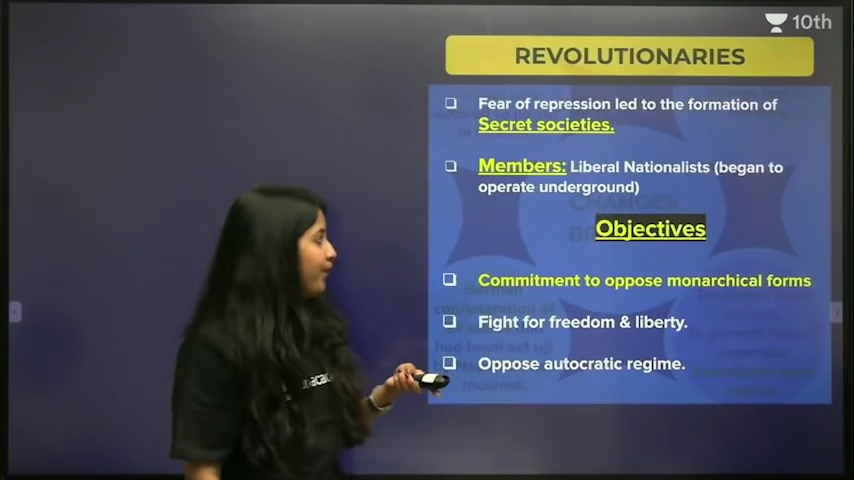 10th
REVOLUTIONARIES
Fear of repression led to the formation of
Secret societies.
Members: Liberal Nationalists (began to
operate underground)
Objectives
Commitment to oppose monarchical forms
Fight for freedom & liberty.
Oppose autocratic regime.